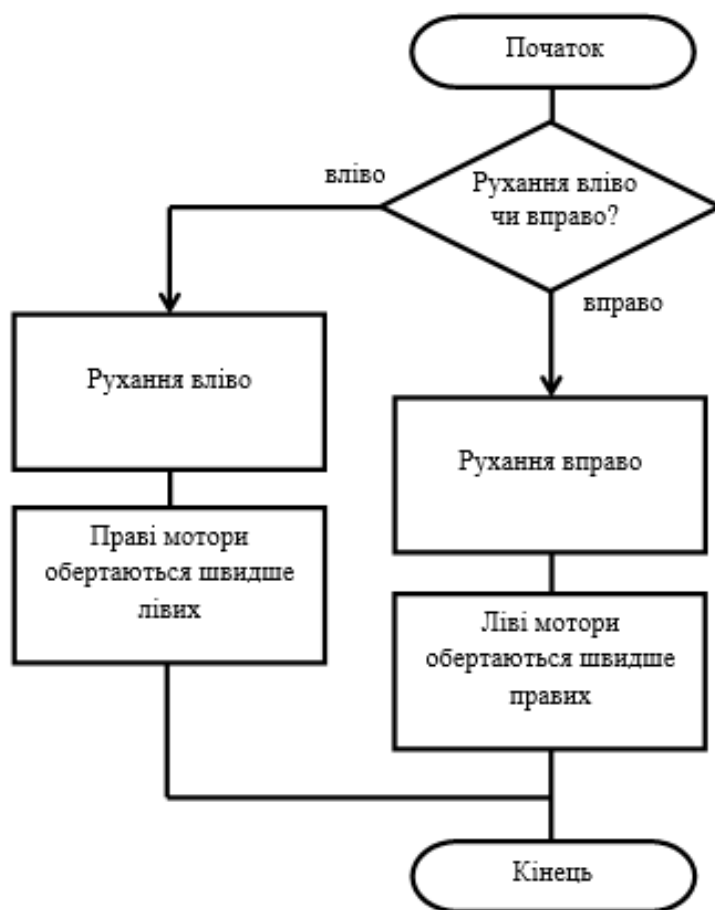 Початок
вліво
Рухання вліво
чи вправо?
вправо
Рухання вліво
Рухання вправо
Праві мотори
обертаються швидше
лівих
Ліві мотори
обертаються швидше
правих
Кінець